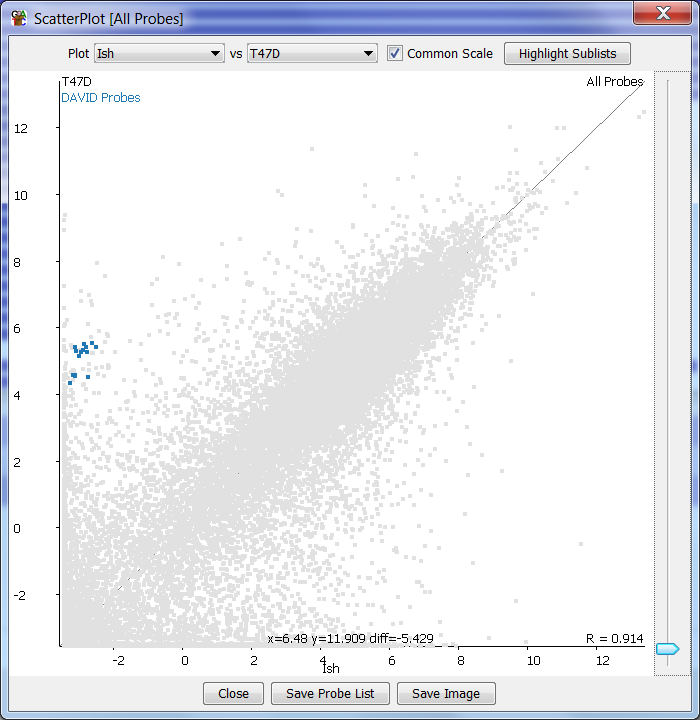 ScatterPlot [All Probes]
Plot Ish vs T47D Common Scale Highlight Sublists
T47D All Probes
DAVID Probes
12
10
8
6
4
2
0
-2
x=6.48 y=11.909 diff=-5.429 R = 0.914
-2 0 2 4 6 8 10 12
Ish
Close Save Probe List Save Image